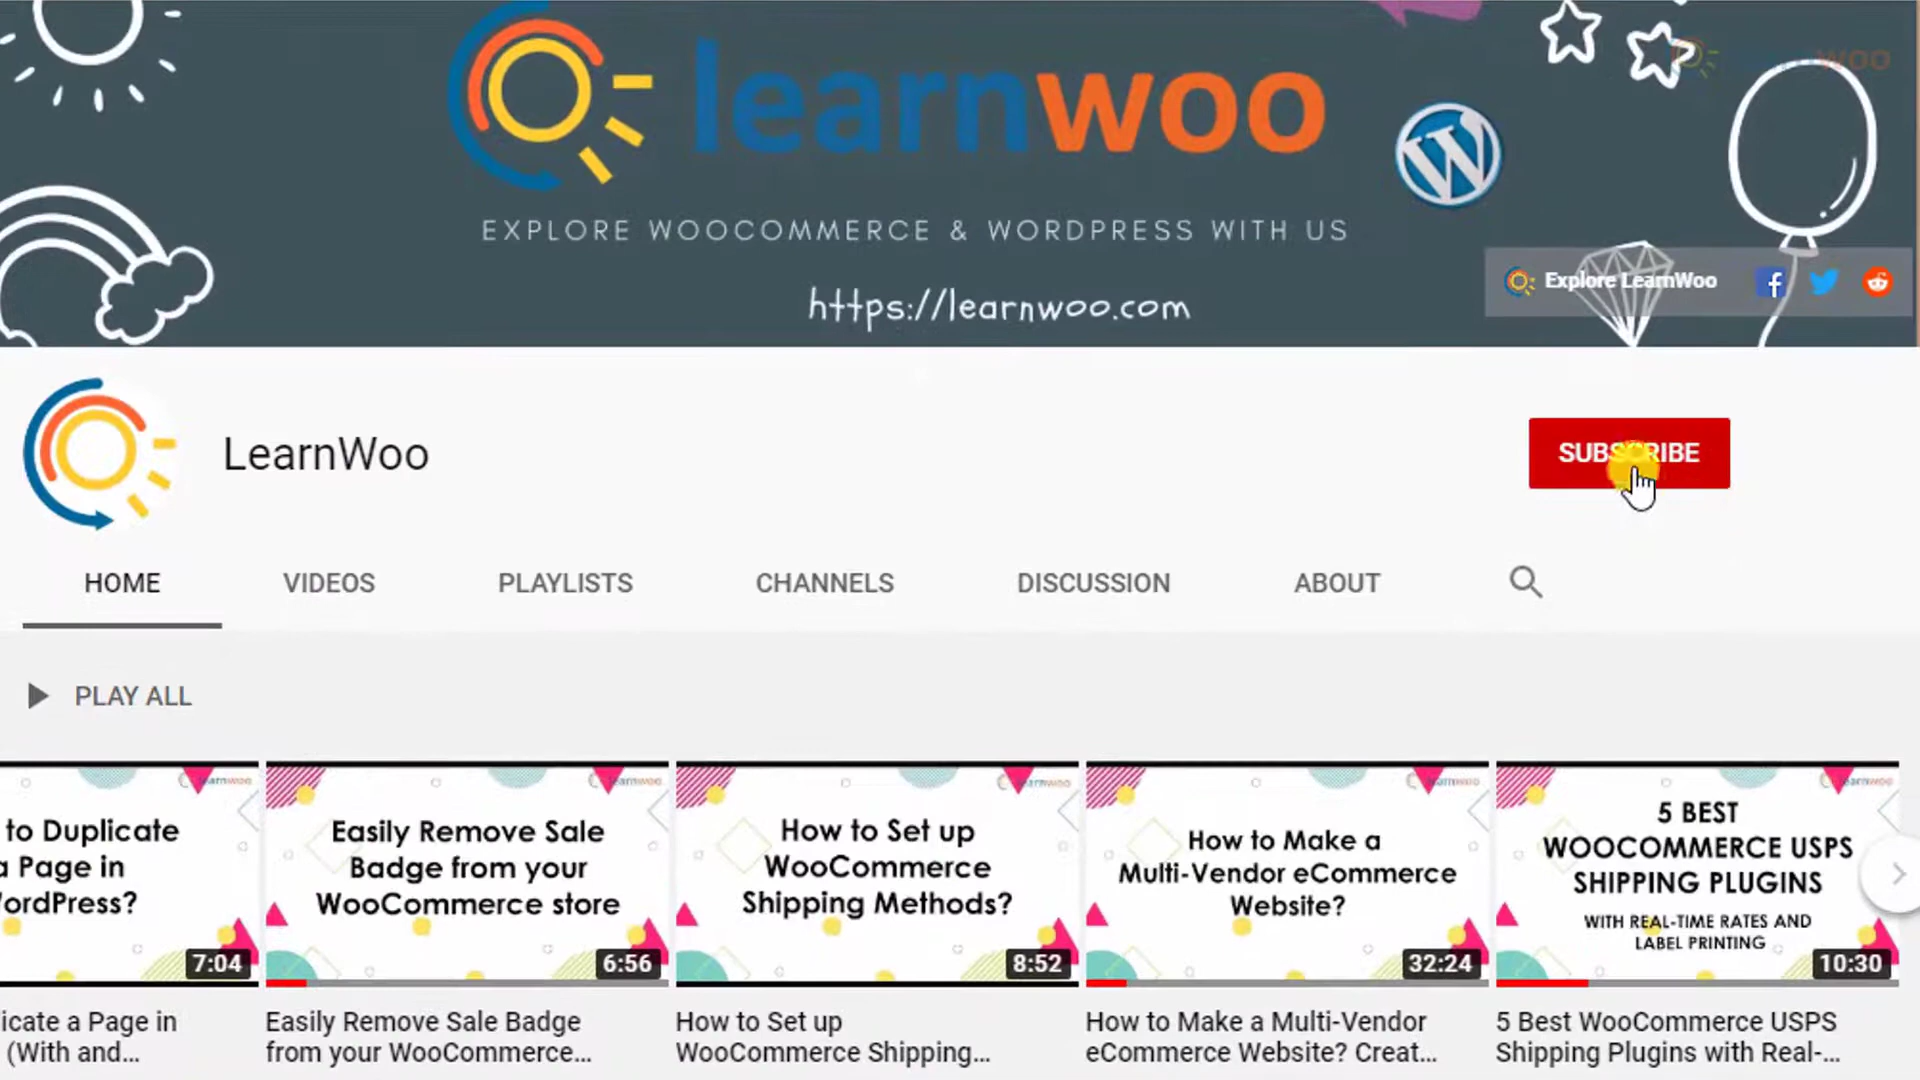 learnwoo
woo
EXPLORE WOOCOMMERCE & WORDPRESS WITH US
Explore LearnWoo
https://learnwoo.com
LearnWoo
SUBSCRIBE
HOME VIDEOS PLAYLISTS CHANNELS DISCUSSION ABOUT
PLAY ALL
to Duplicate
a Page in
ordPress?
7:04
Easily Remove Sale
Badge from your
WooCommerce store
6:56
How to Set up
WooCommerce
Shipping Methods?
8:52
How to Make a
Multi-Vendor eCommerce
Website?
32:24
5 BEST
WOOCOMMERCE USPS
SHIPPING PLUGINS
WITH REAL-TIME RATES AND
LABEL PRINTING
10:30
icate a Page in
(With and...
Easily Remove Sale Badge
from your WooCommerce...
How to Set up
WooCommerce Shipping...
How to Make a Multi-Vendor
eCommerce Website? Creat...
5 Best WooCommerce USPS
Shipping Plugins with Real-...